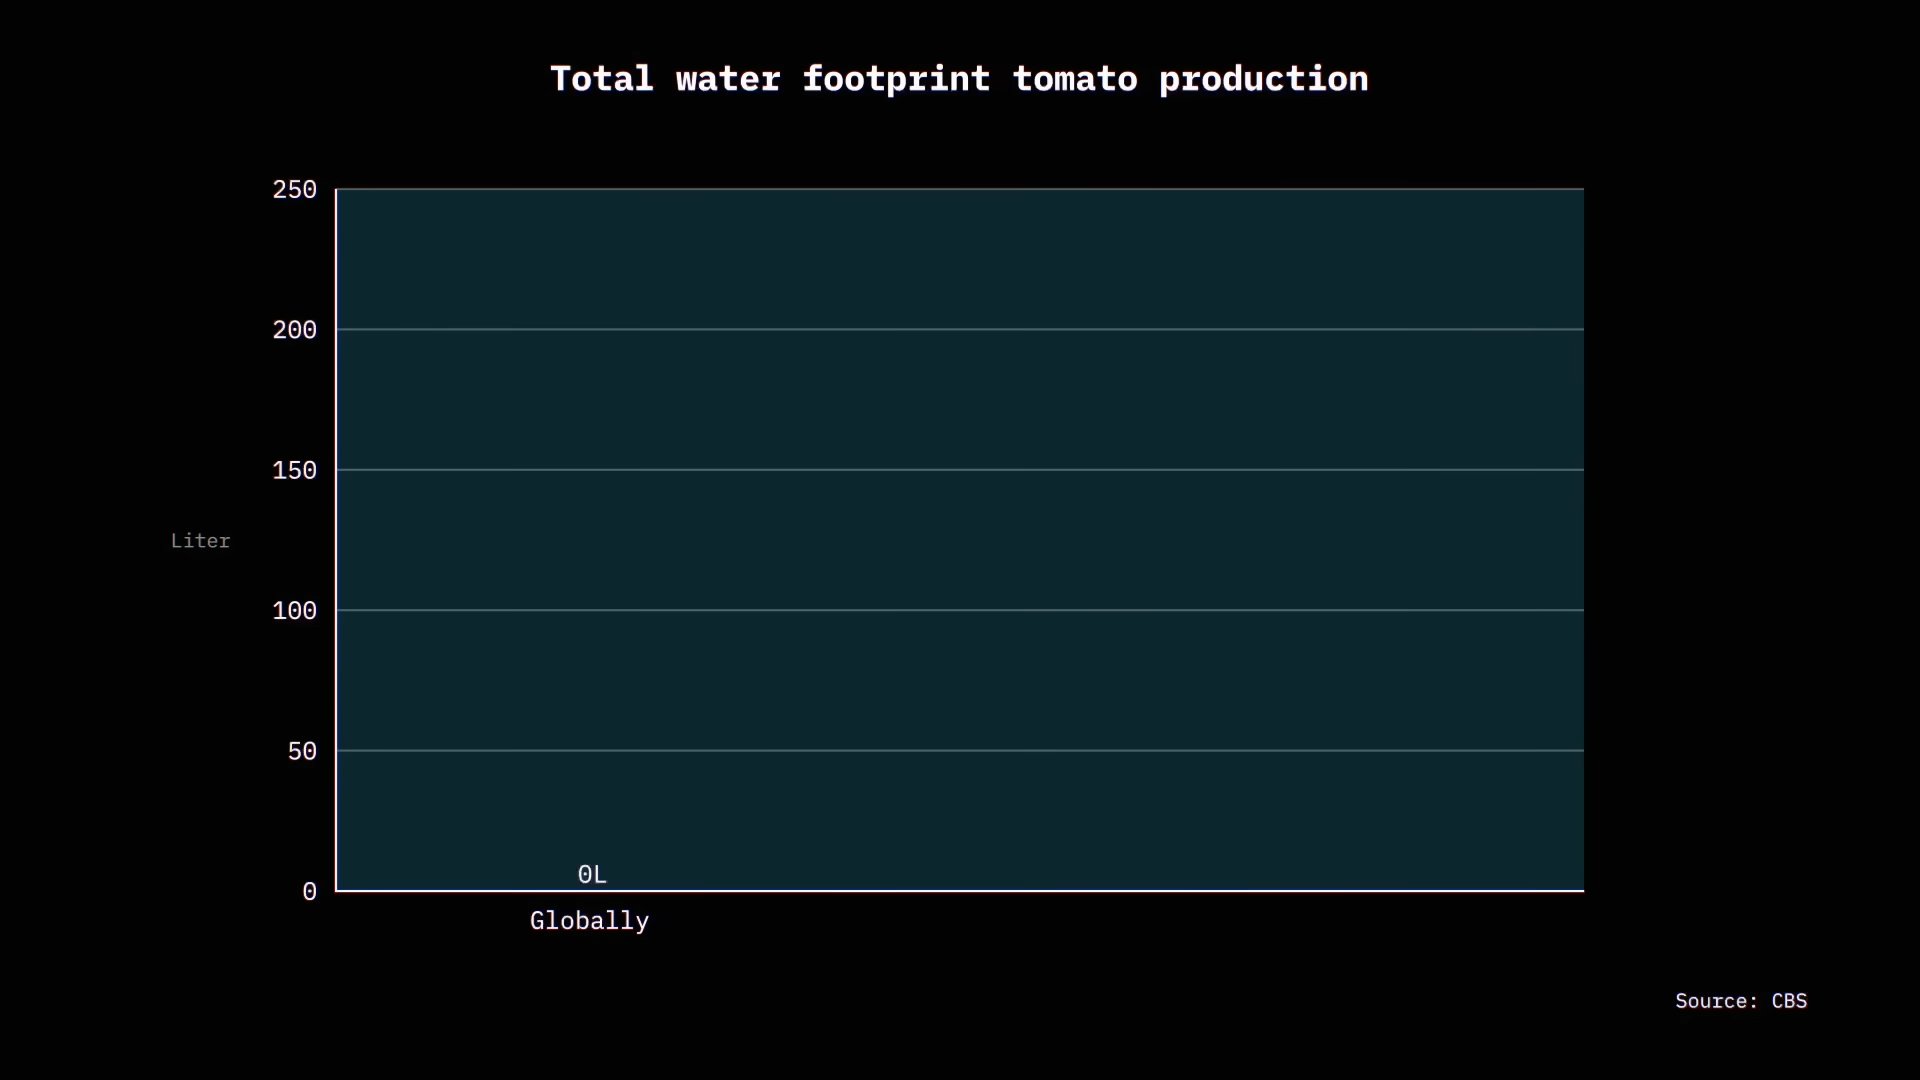 Total water footprint tomato production
250
200
150
Liter
100
50
0L
0
Globally
Source: CBS